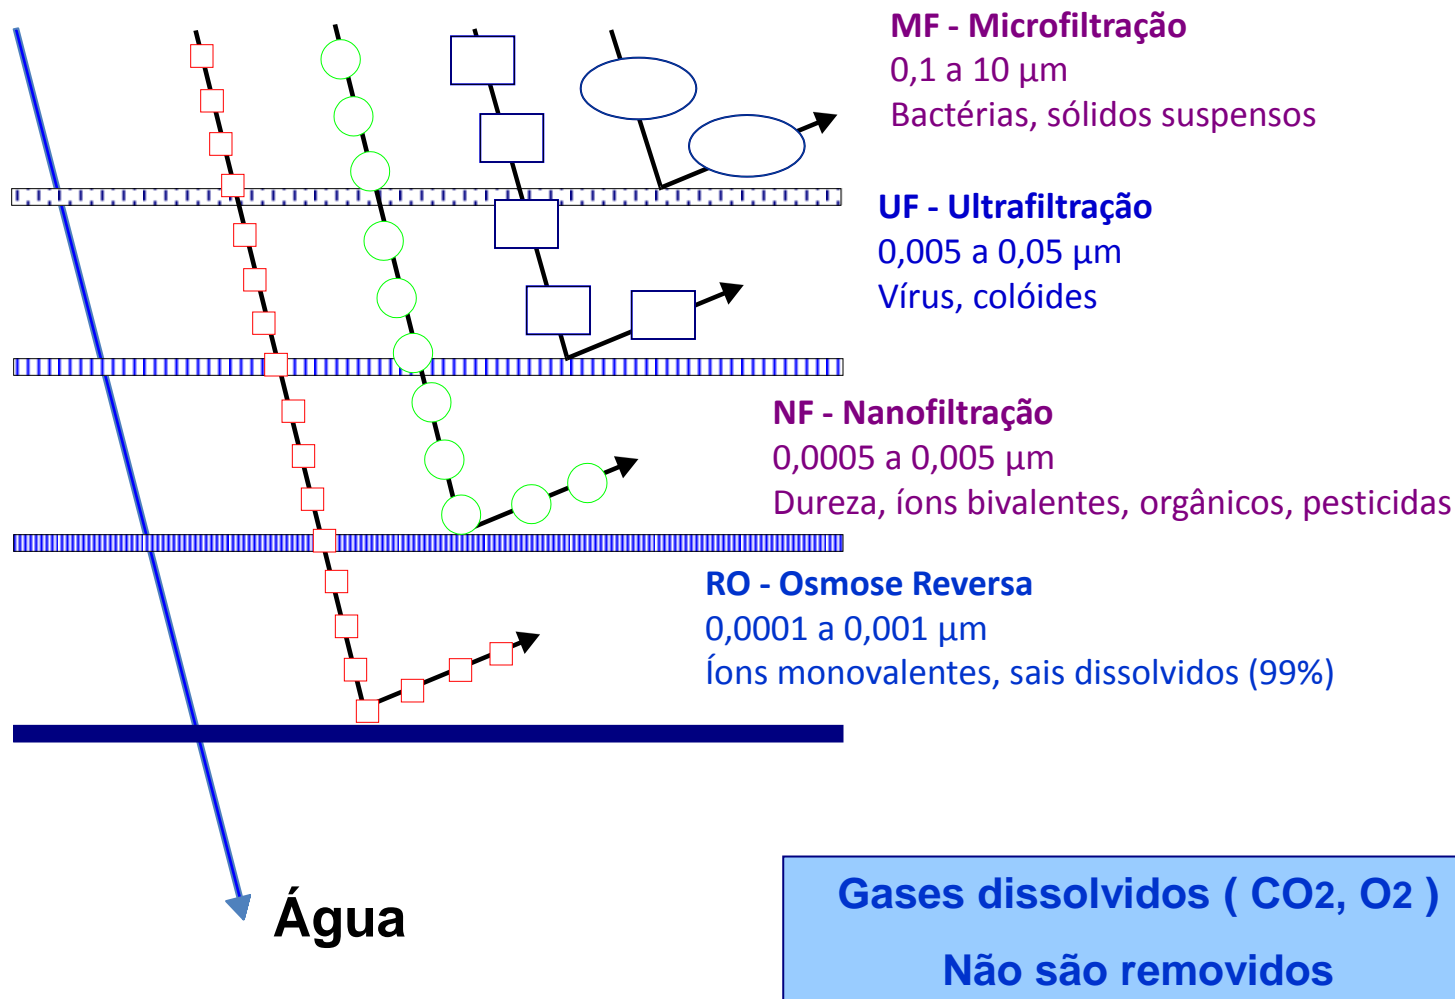 MF - Microfiltração
0,1 a 10 µm
Bactérias, sólidos suspensos
UF - Ultrafiltração
0,005 a 0,05 µm
Vírus, colóides
NF - Nanofiltração
0,0005 a 0,005 µm
Dureza, íons bivalentes, orgânicos, pesticidas
RO - Osmose Reversa
0,0001 a 0,001 µm
Íons monovalentes, sais dissolvidos (99%)
Água
Gases dissolvidos ( CO2, O2 )
Não são removidos